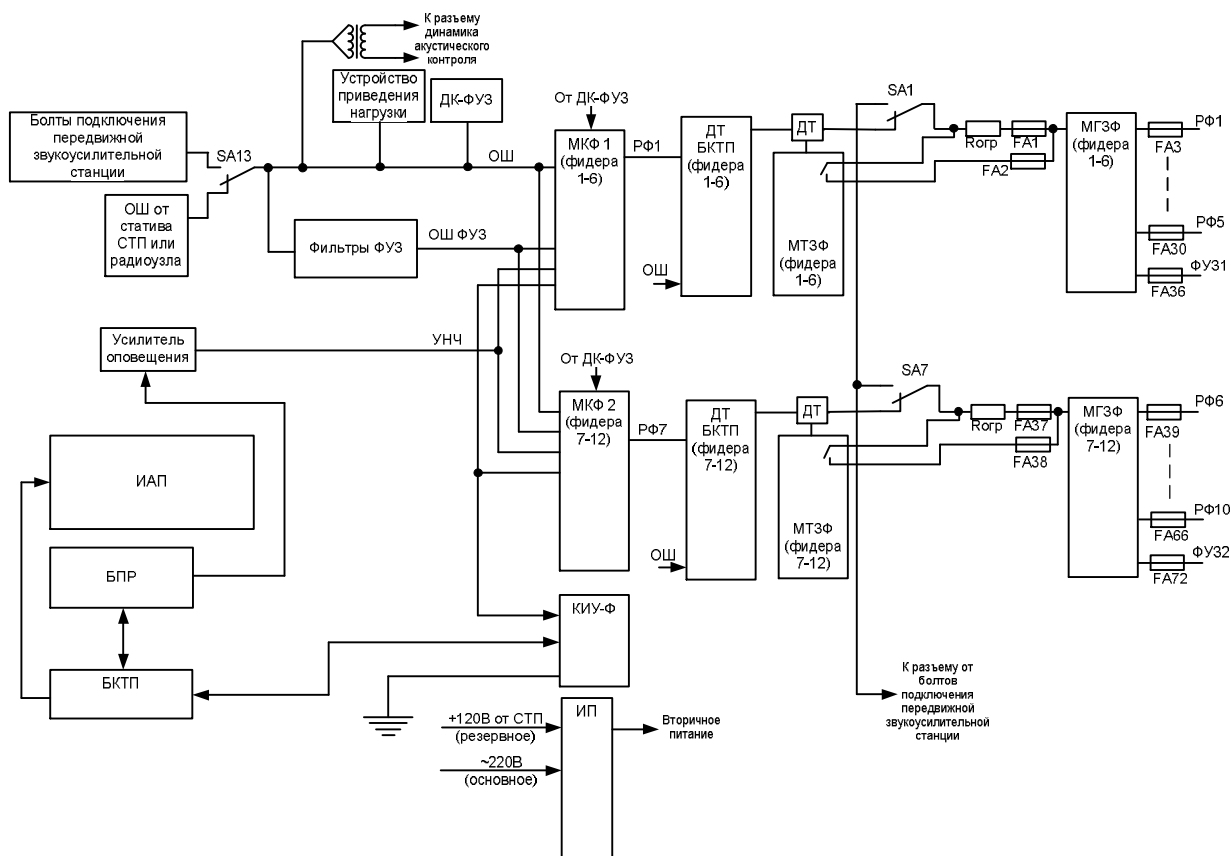 К разъему
динамика
акустического
контроля
Устройство
приведения
нагрузки
ДК-ФУЗ
Болты подключения
передвижной
звукоусилительной
станции
SA13
ОШ от
статива
СТП или
радиоузла
ОШ
Фильтры ФУЗ
ОШ ФУЗ
От ДК-ФУЗ
МКФ 1
(фидера
1-6)
РФ1
ДТ
БКТП
(фидера
1-6)
ОШ
ДТ
МТЗФ
(фидера
1-6)
SA1
Rогр
FA1
FA2
МГЗФ
(фидера
1-6)
РФ1
FA3
РФ5
FA30
ФУЗ1
FA36
Усилитель
оповещения
УНЧ
От ДК-ФУЗ
МКФ 2
(фидера
7-12)
РФ7
ДТ
БКТП
(фидера
7-12)
ОШ
ДТ
МТЗФ
(фидера
7-12)
SA7
Rогр
FA37
FA38
МГЗФ
(фидера
7-12)
РФ6
FA39
РФ10
FA66
ФУЗ2
FA72
ИАП
БПР
БКТП
КИУ-Ф
К разъему от
болтов
подключения
передвижной
звукоусилительной
станции
+120В от СТП
(резервное)
~220В
(основное)
ИП
Вторичное
питание